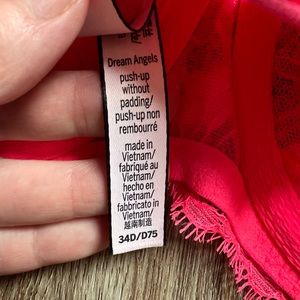 Dream Angels
push-up
without
padding/
push-up non
rembourré
made in
Vietnam/
fabriqué au
Vietnam/
hecho en
Vietnam/
fabbricato in
Vietnam/
越南制造
34D/D75